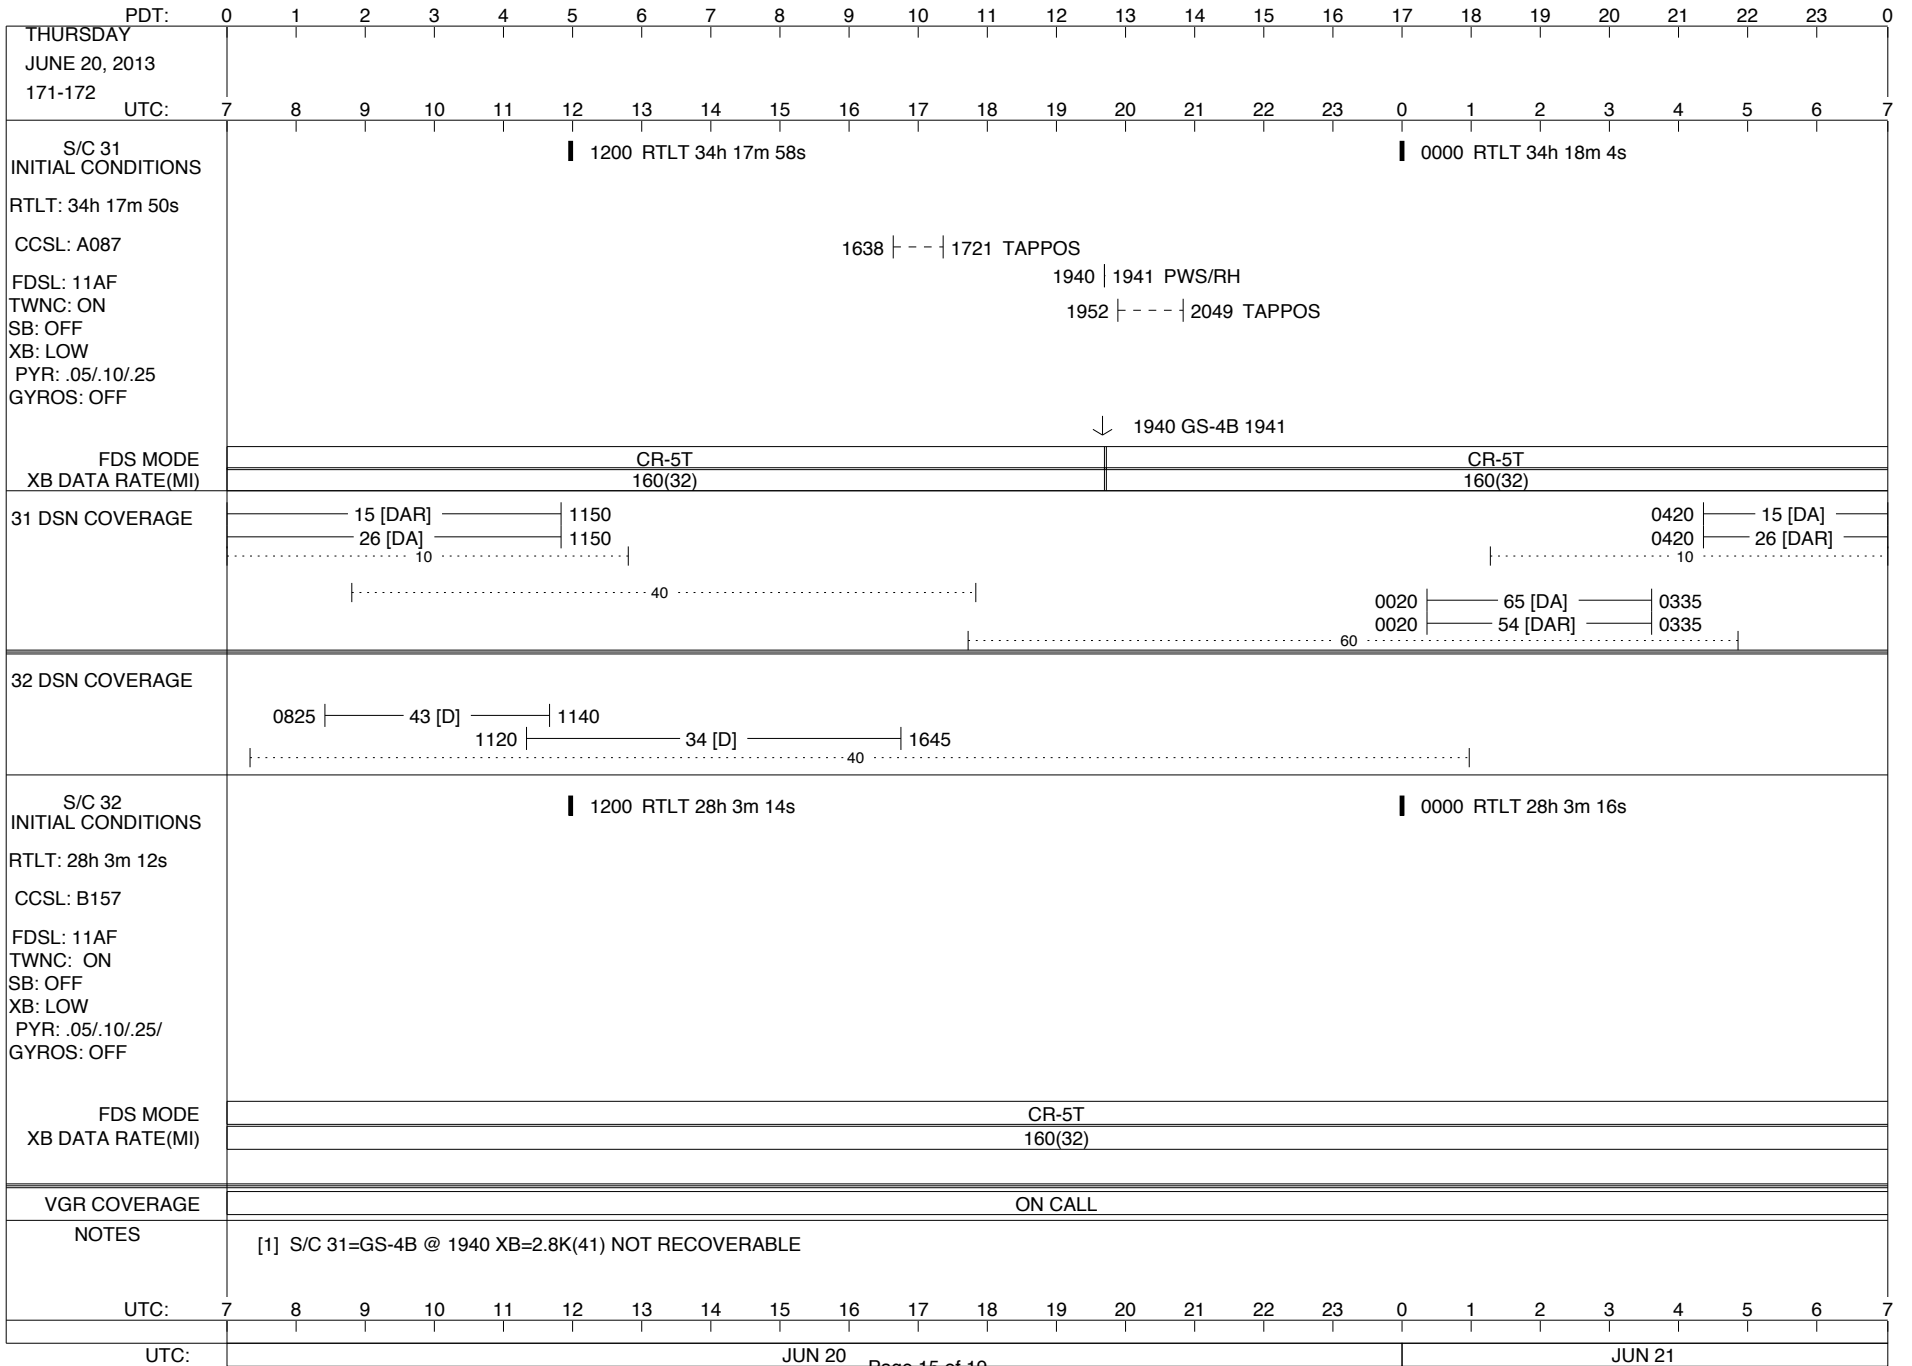 PDT: 0 1 2 3 4 5 6 7 8 9 10 11 12 13 14 15 16 17 18 19 20 21 22 23 0
THURSDAY
JUNE 20, 2013
171-172
UTC: 7 8 9 10 11 12 13 14 15 16 17 18 19 20 21 22 23 0 1 2 3 4 5 6 7
S/C 31
INITIAL CONDITIONS
1200 RTLT 34h 17m 58s
0000 RTLT 34h 18m 4s
RTLT: 34h 17m 50s
CCSL: A087
1638 1721 TAPPOS
FDSL: 11AF
1940 1941 PWS/RH
TWNC: ON
1952 2049 TAPPOS
SB: OFF
XB: LOW
PYR: .05/.10/.25
GYROS: OFF
1940 GS-4B 1941
FDS MODE CR-5T CR-5T
XB DATA RATE(MI) 160(32) 160(32)
31 DSN COVERAGE
15 [DAR] 1150 0420 15 [DA]
26 [DA] 1150 0420 26 [DAR]
10 10
40
0020 65 [DA] 0335
0020 54 [DAR] 0335
60
32 DSN COVERAGE
0825 43 [D] 1140
1120 34 [D] 1645
40
S/C 32
INITIAL CONDITIONS
1200 RTLT 28h 3m 14s
0000 RTLT 28h 3m 16s
RTLT: 28h 3m 12s
CCSL: B157
FDSL: 11AF
TWNC: ON
SB: OFF
XB: LOW
PYR: .05/.10/.25/
GYROS: OFF
FDS MODE CR-5T
XB DATA RATE(MI) 160(32)
VGR COVERAGE ON CALL
NOTES
[1] S/C 31=GS-4B @ 1940 XB=2.8K(41) NOT RECOVERABLE
UTC: 7 8 9 10 11 12 13 14 15 16 17 18 19 20 21 22 23 0 1 2 3 4 5 6 7
UTC: JUN 20 JUN 21
Page 15 of 19